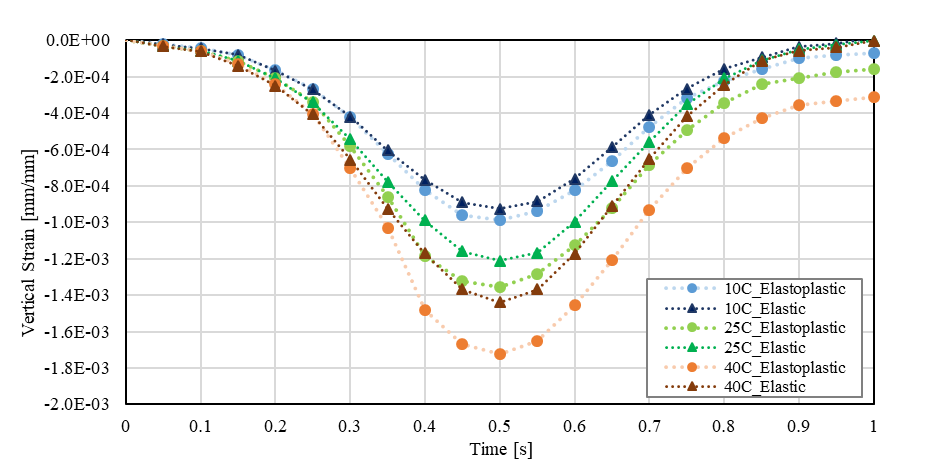 0.0E+00
-2.0E-04
-4.0E-04
-6.0E-04
-8.0E-04
-1.0E-03
-1.2E-03
-1.4E-03
-1.6E-03
-1.8E-03
-2.0E-03
Vertical Strain [mm/mm]
0 0.1 0.2 0.3 0.4 0.5 0.6 0.7 0.8 0.9 1
Time [s]
10C_Elastoplastic
10C_Elastic
25C_Elastoplastic
25C_Elastic
40C_Elastoplastic
40C_Elastic